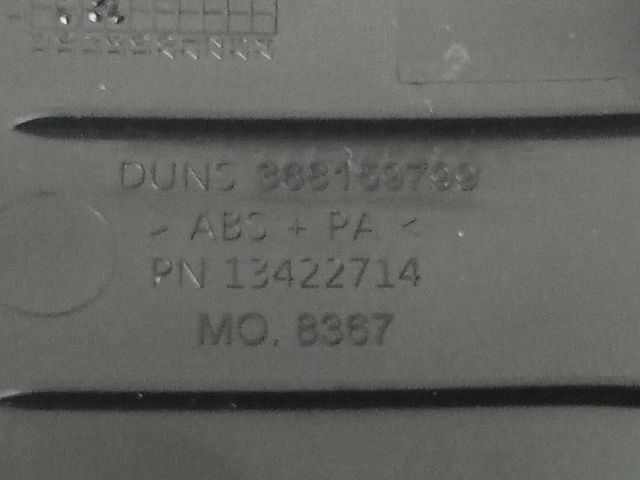 DUNS
> ABS + PA <
PN 13422714
MO. 8367